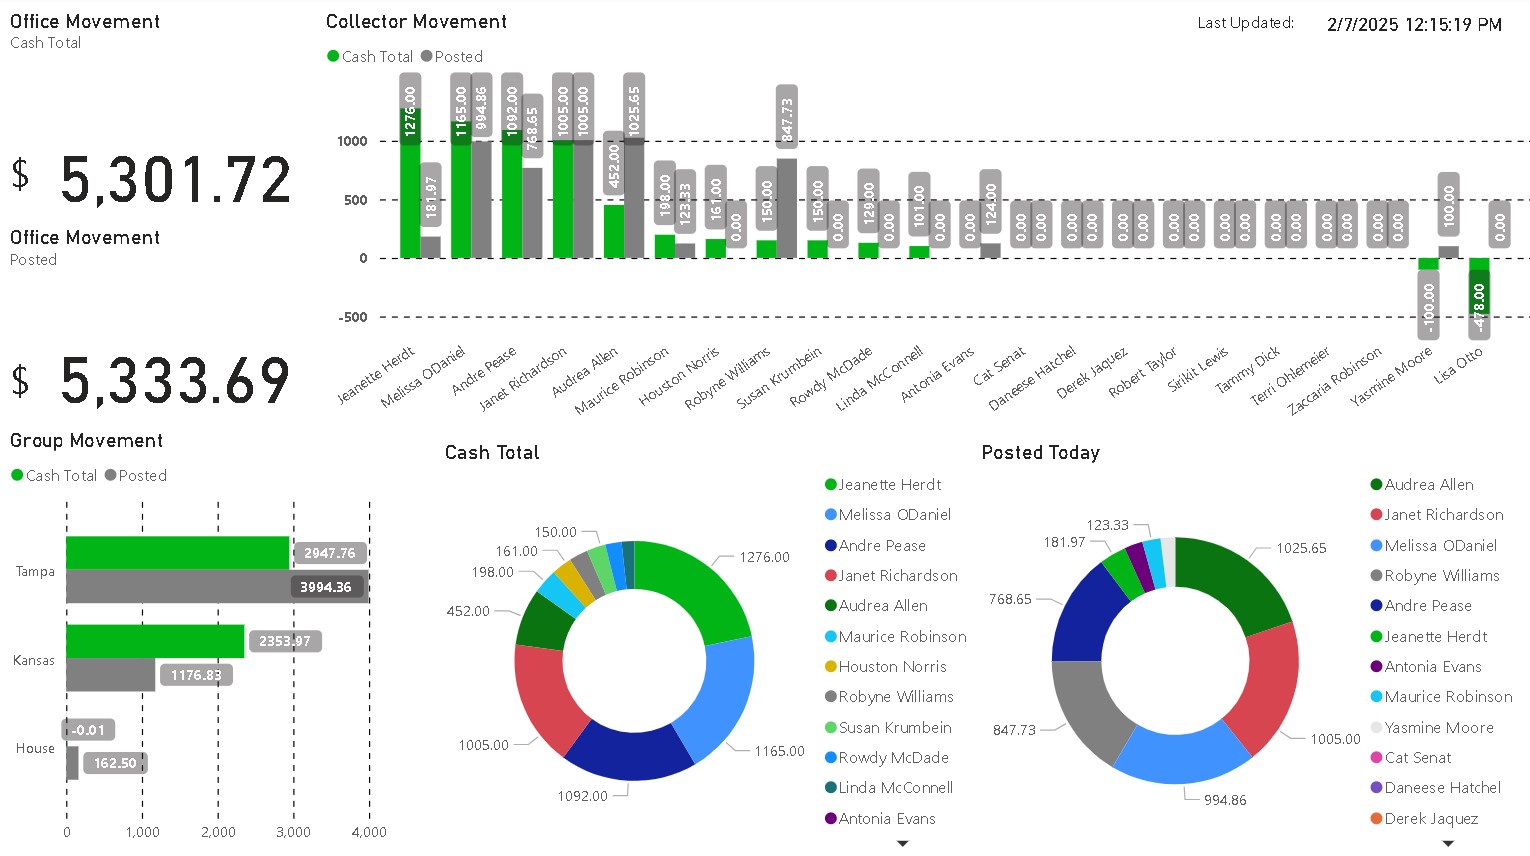 Office Movement
Cash Total
$ 5,301.72
Office Movement
Posted
$ 5,333.69
Collector Movement
Last Updated: 2/7/2025 12:15:19 PM
Cash Total Posted
1276.00 181.97 1165.00 994.86 1092.00 768.65 1005.00 1005.00 452.00 1025.65 198.00 123.33 161.00 0.00 150.00 847.73 150.00 0.00 129.00 0.00 101.00 0.00 0.00 124.00 0.00 0.00 0.00 0.00 0.00 0.00 0.00 0.00 0.00 0.00 0.00 0.00 0.00 0.00 0.00 0.00 -100.00 100.00 -478.00 0.00
1000
500
0
-500
Jeanette Herdt
Melissa ODaniel
Andre Pease
Janet Richardson
Audrea Allen
Maurice Robinson
Houston Norris
Robyne Williams
Susan Krumbein
Rowdy McDade
Linda McConnell
Antonia Evans
Cat Senat
Daneese Hatchel
Derek Jaquez
Robert Taylor
Sirikit Lewis
Tammy Dick
Terri Ohlemeier
Zaccaria Robinson
Yasmine Moore
Lisa Otto
Group Movement
Cash Total Posted
Tampa
2947.76
3994.36
Kansas
2353.97
1176.83
House
-0.01
162.50
0 1,000 2,000 3,000 4,000
Cash Total
150.00
161.00
198.00
452.00
1005.00
1092.00
1276.00
1165.00
Jeanette Herdt
Melissa ODaniel
Andre Pease
Janet Richardson
Audrea Allen
Maurice Robinson
Houston Norris
Robyne Williams
Susan Krumbein
Rowdy McDade
Linda McConnell
Antonia Evans
Posted Today
123.33
181.97
768.65
847.73
994.86
1025.65
1005.00
Audrea Allen
Janet Richardson
Melissa ODaniel
Robyne Williams
Andre Pease
Jeanette Herdt
Antonia Evans
Maurice Robinson
Yasmine Moore
Cat Senat
Daneese Hatchel
Derek Jaquez